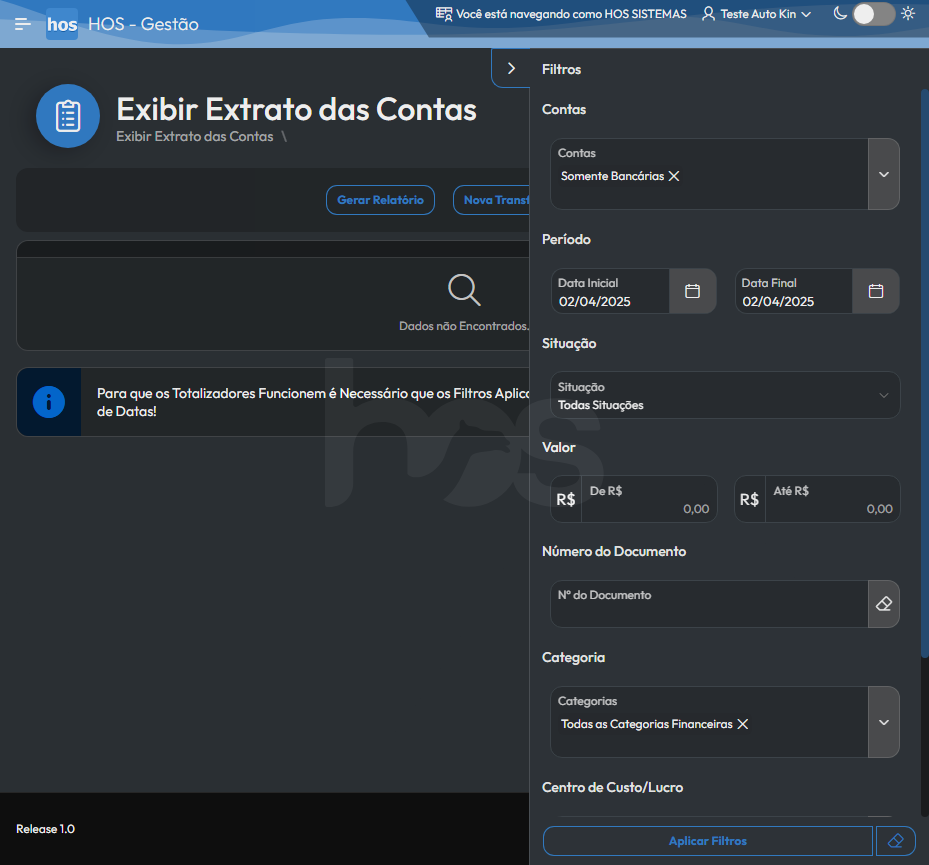 hos HOS - Gestão
Você está navegando como HOS SISTEMAS
Teste Auto Kin
Exibir Extrato das Contas
Exibir Extrato das Contas \
Gerar Relatório
Nova Transf
Dados não Encontrados.
Para que os Totalizadores Funcionem é Necessário que os Filtros Aplica
de Datas!
hos
Release 1.0
Filtros
Contas
Contas
Somente Bancárias
Período
Data Inicial
02/04/2025
Data Final
02/04/2025
Situação
Situação
Todas Situações
Valor
R$
De R$
0,00
R$
Até R$
0,00
Número do Documento
Nº do Documento
Categoria
Categorias
Todas as Categorias Financeiras
Centro de Custo/Lucro
Aplicar Filtros